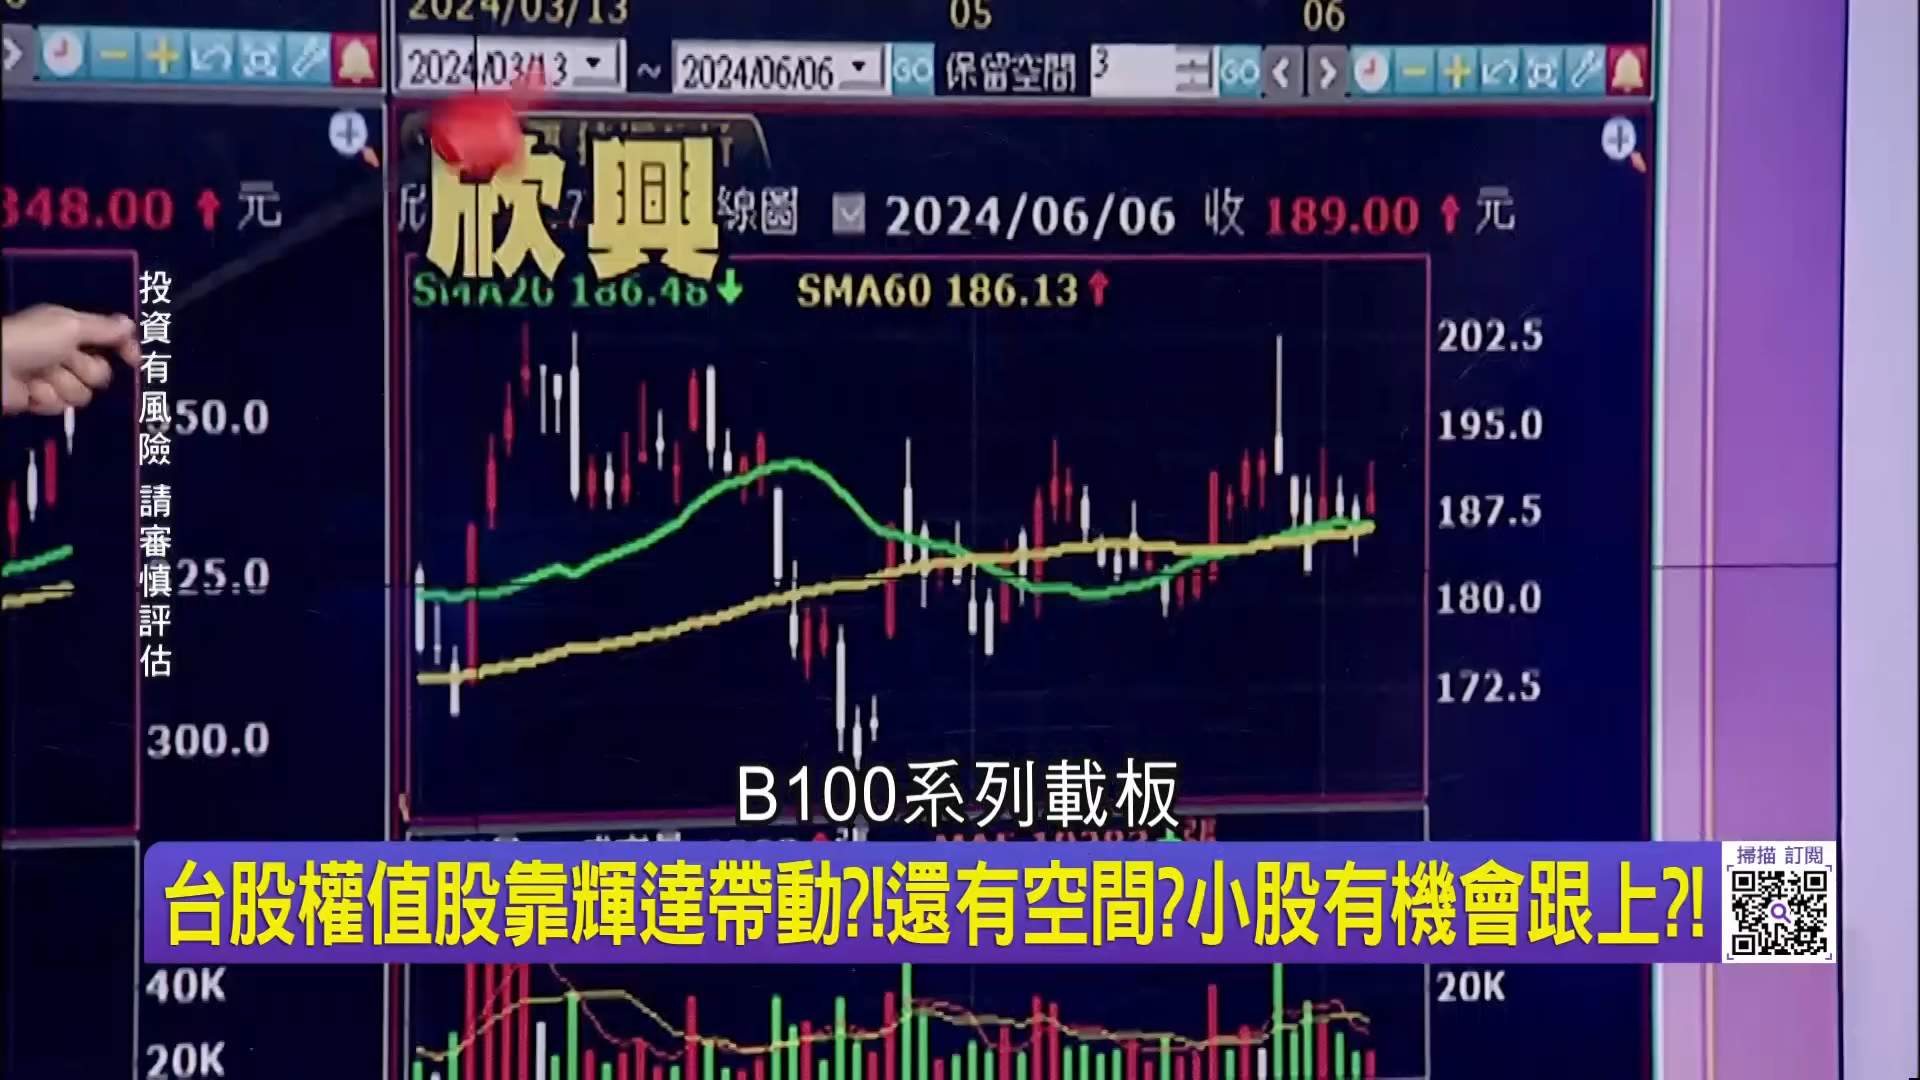 2024/03/13 05 06
2024/03/13 ~ 2024/06/06 GO 保留空間 3 GO
欣興
348.00 ↑ 元
線圖 2024/06/06 收 189.00 ↑ 元
SMA20 186.48 ↓ SMA60 186.13 ↑
投資有風險 請審慎評估
202.5
195.0
187.5
180.0
172.5
50.0
25.0
300.0
B100系列載板
掃描 訂閱
台股權值股靠輝達帶動?!還有空間?小股有機會跟上?!
40K
20K
20K